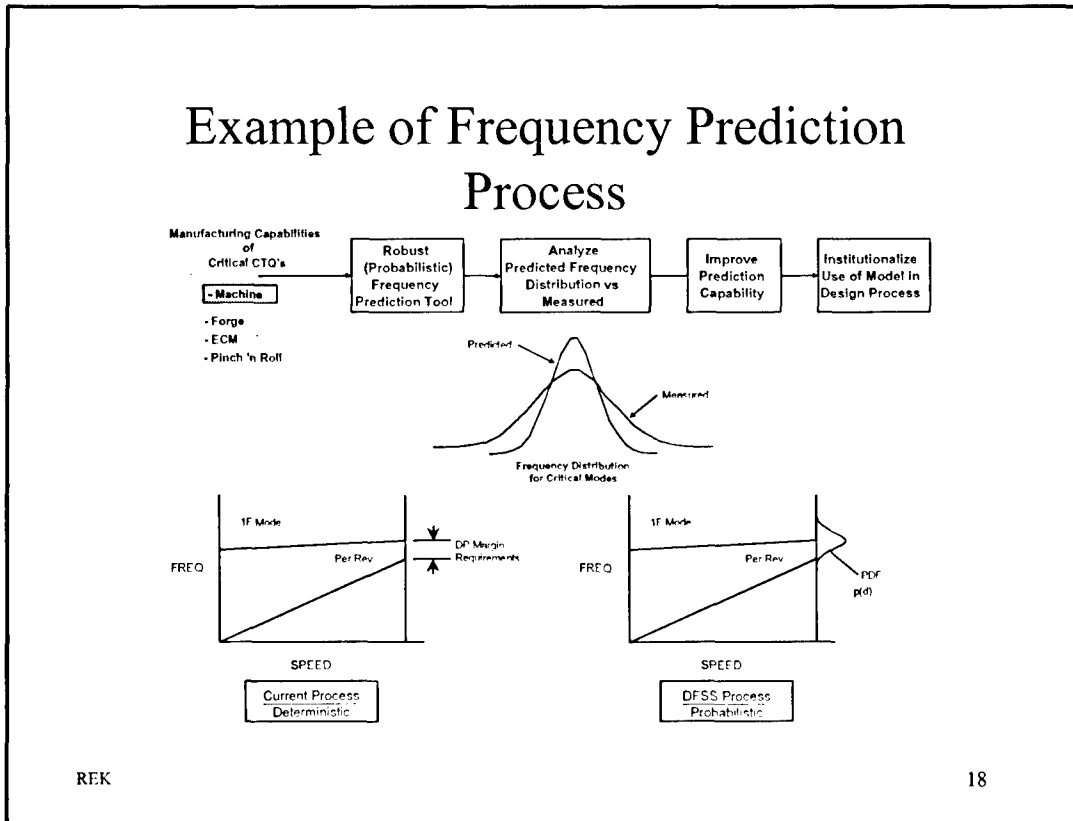 Example of Frequency Prediction
Process
Manufacturing Capabilities
of
Critical CTQ's
- Machine
- Forge
- ECM
- Pinch 'n Roll
Robust
(Probabilistic)
Frequency
Prediction Tool
Analyze
Predicted Frequency
Distribution vs
Measured
Improve
Prediction
Capability
Institutionalize
Use of Model in
Design Process
Predicted
Measured
Frequency Distribution
for Critical Modes
1F Mode
Per Rev
DP Margin
Requirements
FREQ
SPEED
Current Process
Deterministic
1F Mode
Per Rev
FREQ
PDF
p(d)
SPEED
DFSS Process
Probabilistic
REK
18